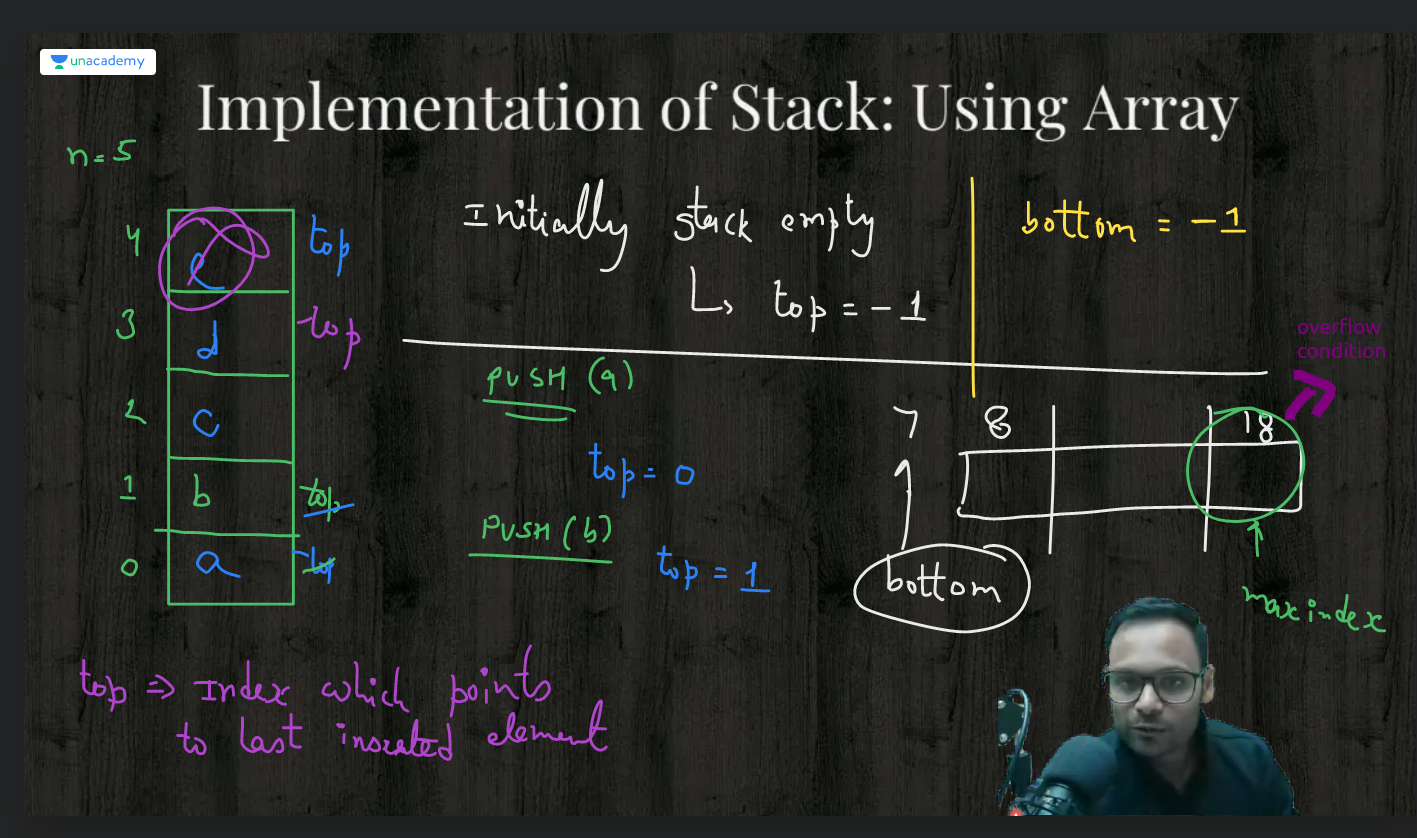 unacademy
Implementation of Stack: Using Array
n = 5
Initially stack empty
↳ top = -1
bottom = -1
4 top
3 d top
2 c
1 b top
0 a top
PUSH (a)
top = 0
PUSH (b)
top = 1
overflow
condition
7 8 18
bottom
max index
top ⇒ Index which points
to last inserted element